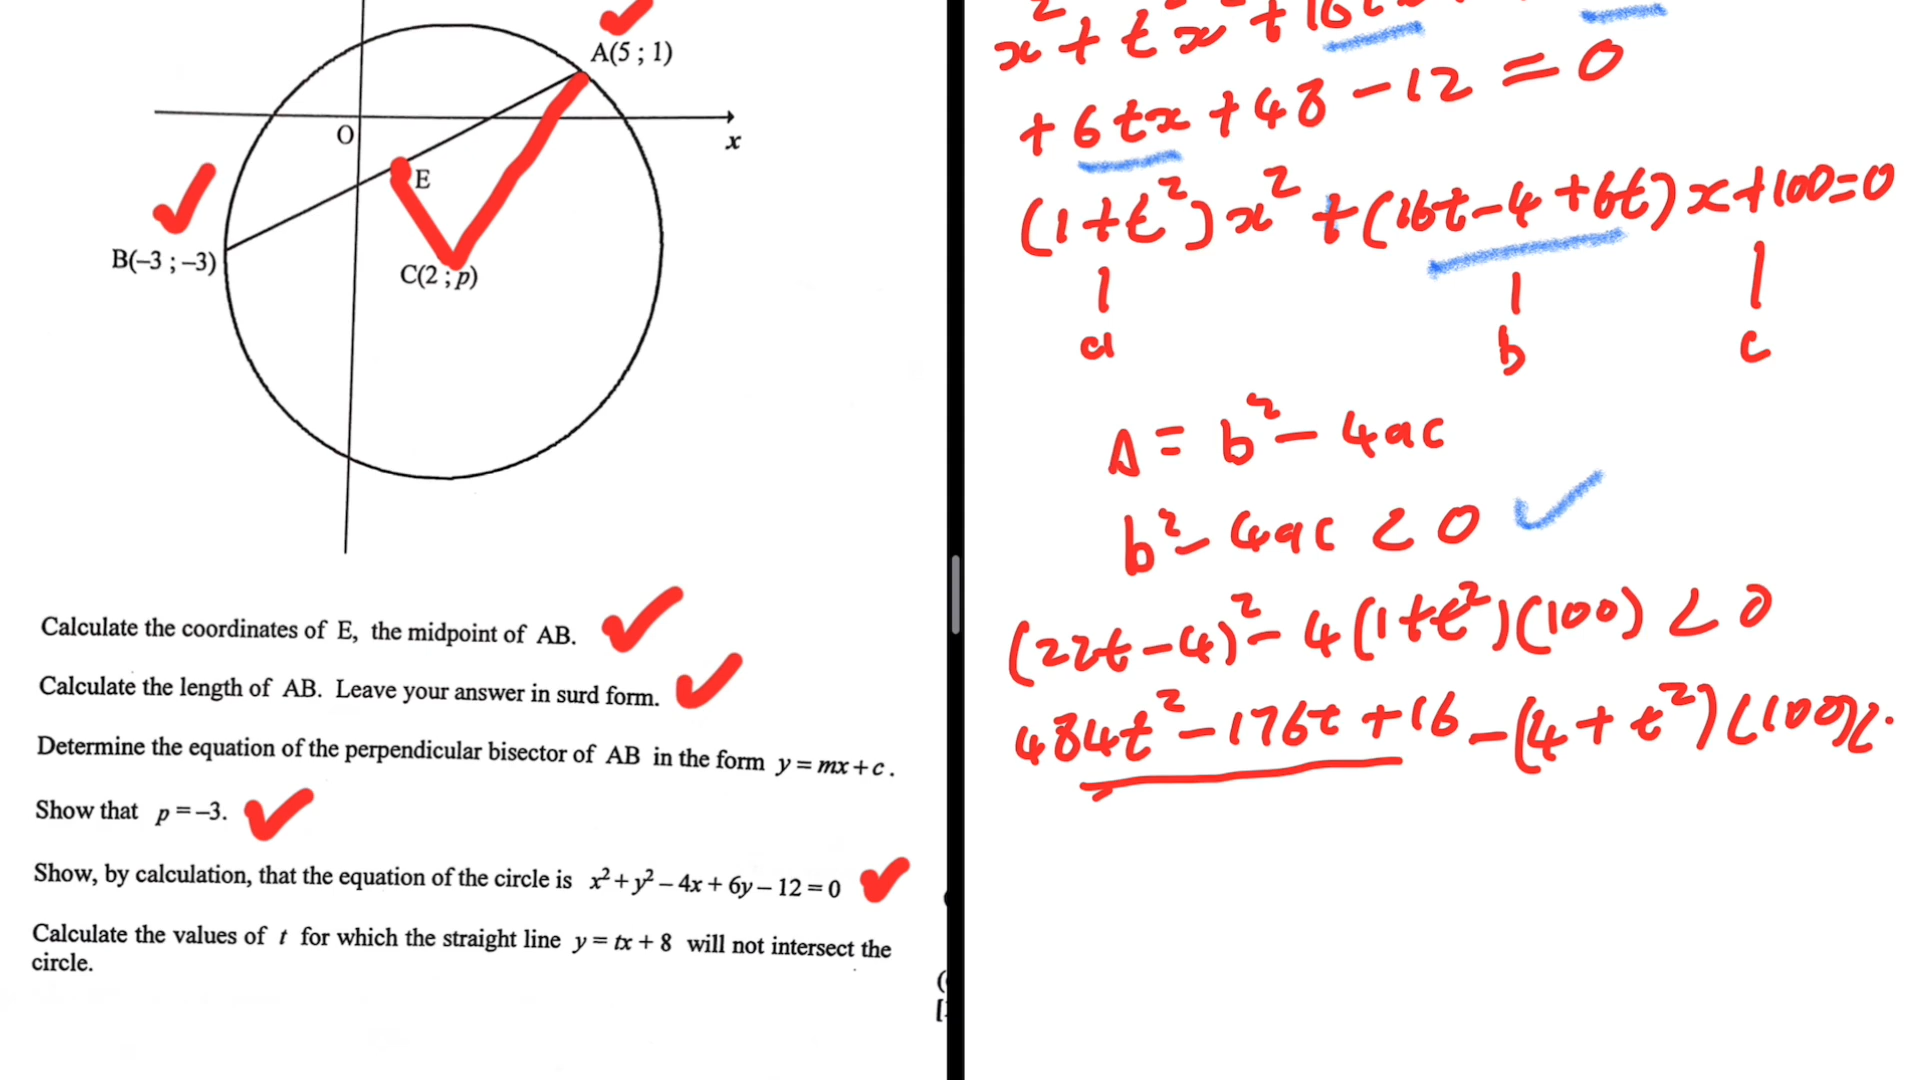 A(5 ; 1)
O
x
E
B(–3 ; –3)
C(2 ; p)
Calculate the coordinates of E, the midpoint of AB.
Calculate the length of AB. Leave your answer in surd form.
Determine the equation of the perpendicular bisector of AB in the form y = mx + c.
Show that p = –3.
Show, by calculation, that the equation of the circle is x² + y² – 4x + 6y – 12 = 0
Calculate the values of t for which the straight line y = tx + 8 will not intersect the
circle.
x² + t²x² + 16t
+ 6tx + 48 – 12 = 0
(1 + t²)x² + (16t – 4 + 6t)x + 100 = 0
a b c
Δ = b² – 4ac
b² – 4ac < 0
(22t – 4)² – 4(1 + t²)(100) < 0
484t² – 176t + 16 – (4 + t²)(100)